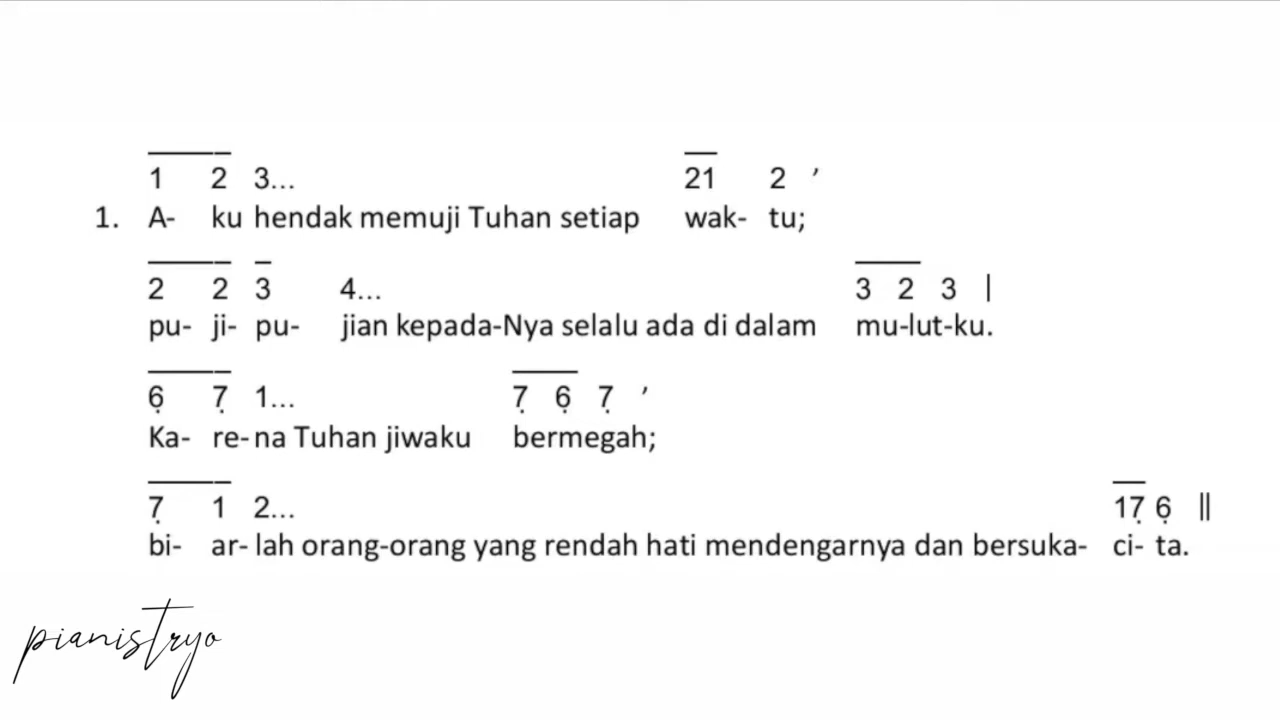 1 2 3... 21 2 ’
1. A- ku hendak memuji Tuhan setiap wak- tu;
2 2 3 4... 3 2 3 |
pu- ji- pu- jian kepada-Nya selalu ada di dalam mu-lut-ku.
6̣ 7̣ 1... 7̣ 6̣ 7̣ ’
Ka- re-na Tuhan jiwaku bermegah;
7̣ 1 2... 17̣ 6̣ ||
bi- ar- lah orang-orang yang rendah hati mendengarnya dan bersuka- ci- ta.
pianistryo